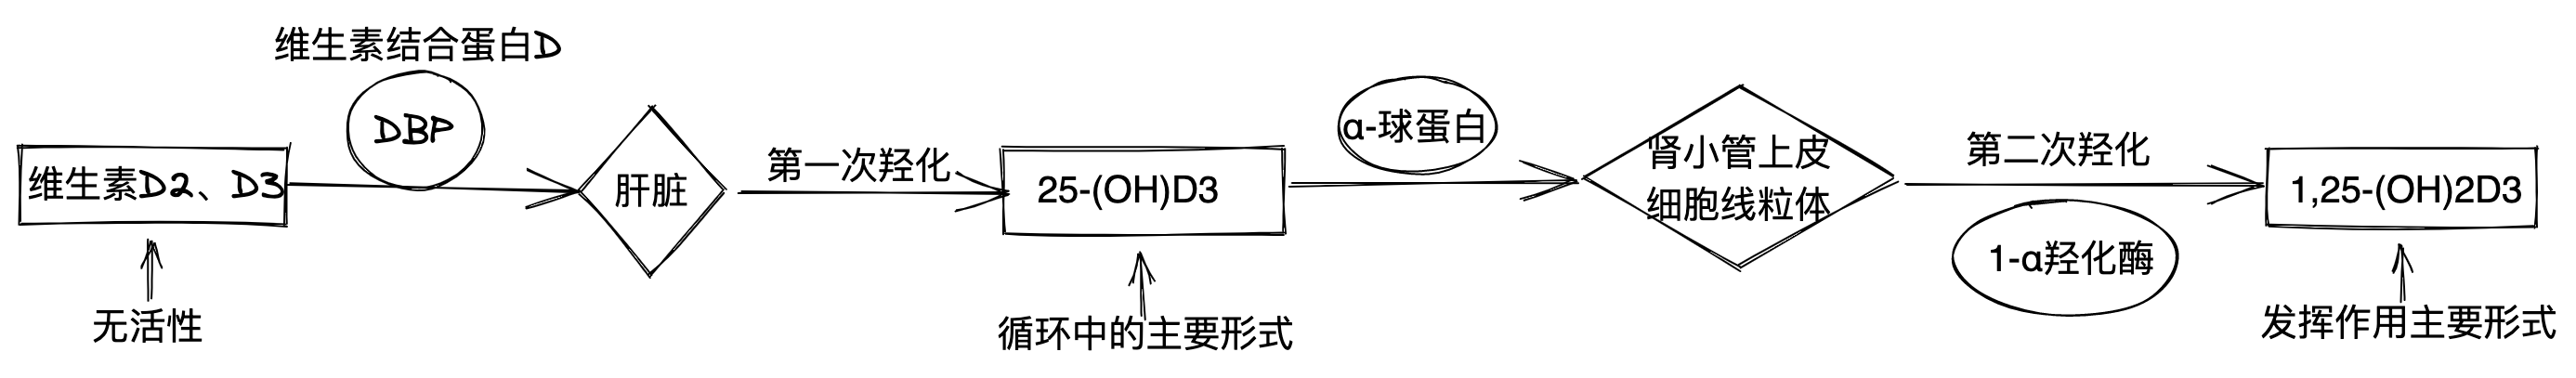 维生素结合蛋白D
DBP
维生素D2、D3
无活性
肝脏
第一次羟化
25-(OH)D3
循环中的主要形式
α-球蛋白
肾小管上皮
细胞线粒体
第二次羟化
1-α羟化酶
1,25-(OH)2D3
发挥作用主要形式